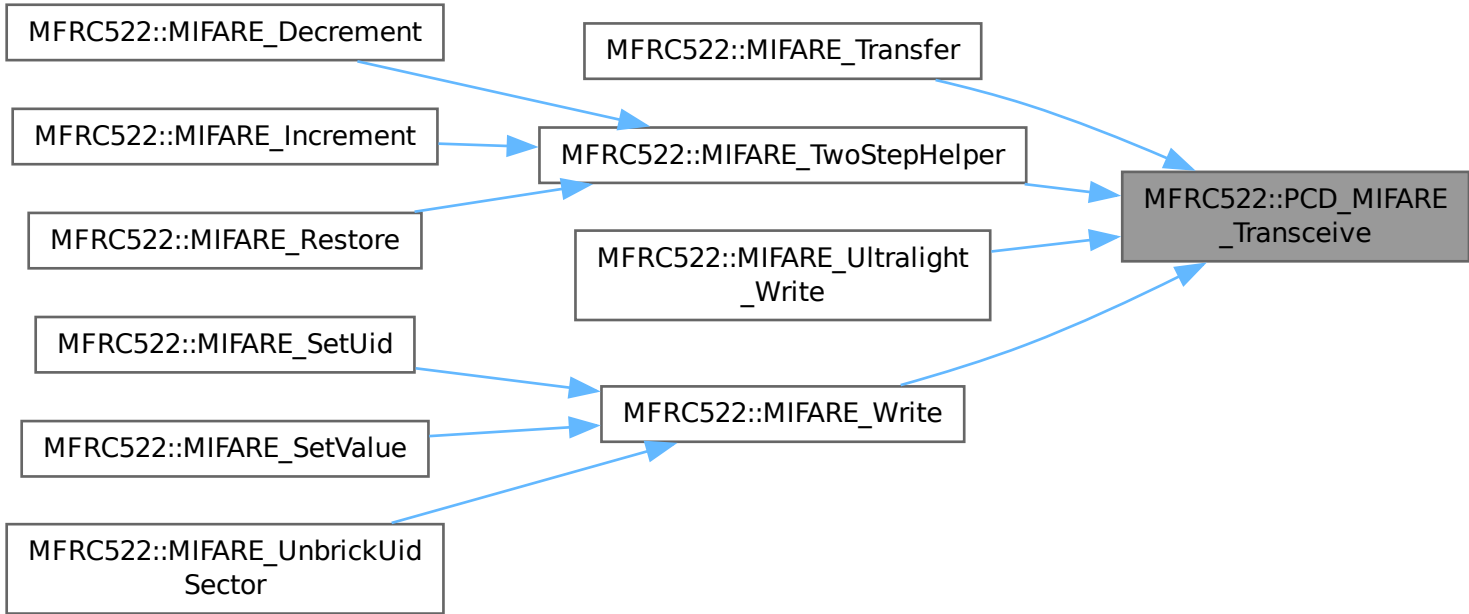 MFRC522::MIFARE_Decrement
MFRC522::MIFARE_Increment
MFRC522::MIFARE_Restore
MFRC522::MIFARE_SetUid
MFRC522::MIFARE_SetValue
MFRC522::MIFARE_UnbrickUid
Sector
MFRC522::MIFARE_Transfer
MFRC522::MIFARE_TwoStepHelper
MFRC522::MIFARE_Ultralight
_Write
MFRC522::MIFARE_Write
MFRC522::PCD_MIFARE
_Transceive